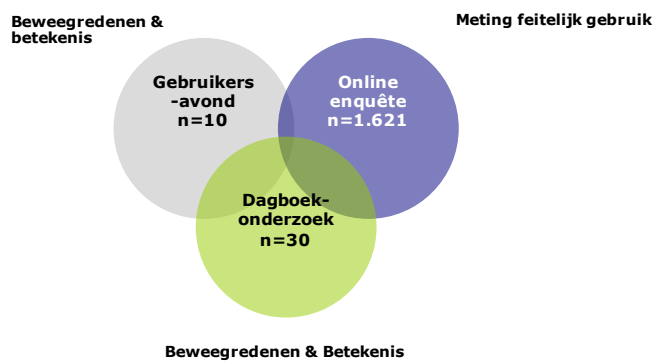 Beweegredenen &
betekenis
Meting feitelijk gebruik
Gebruikers
-avond
n=10
Online
enquête
n=1.621
Dagboek-
onderzoek
n=30
Beweegredenen & Betekenis